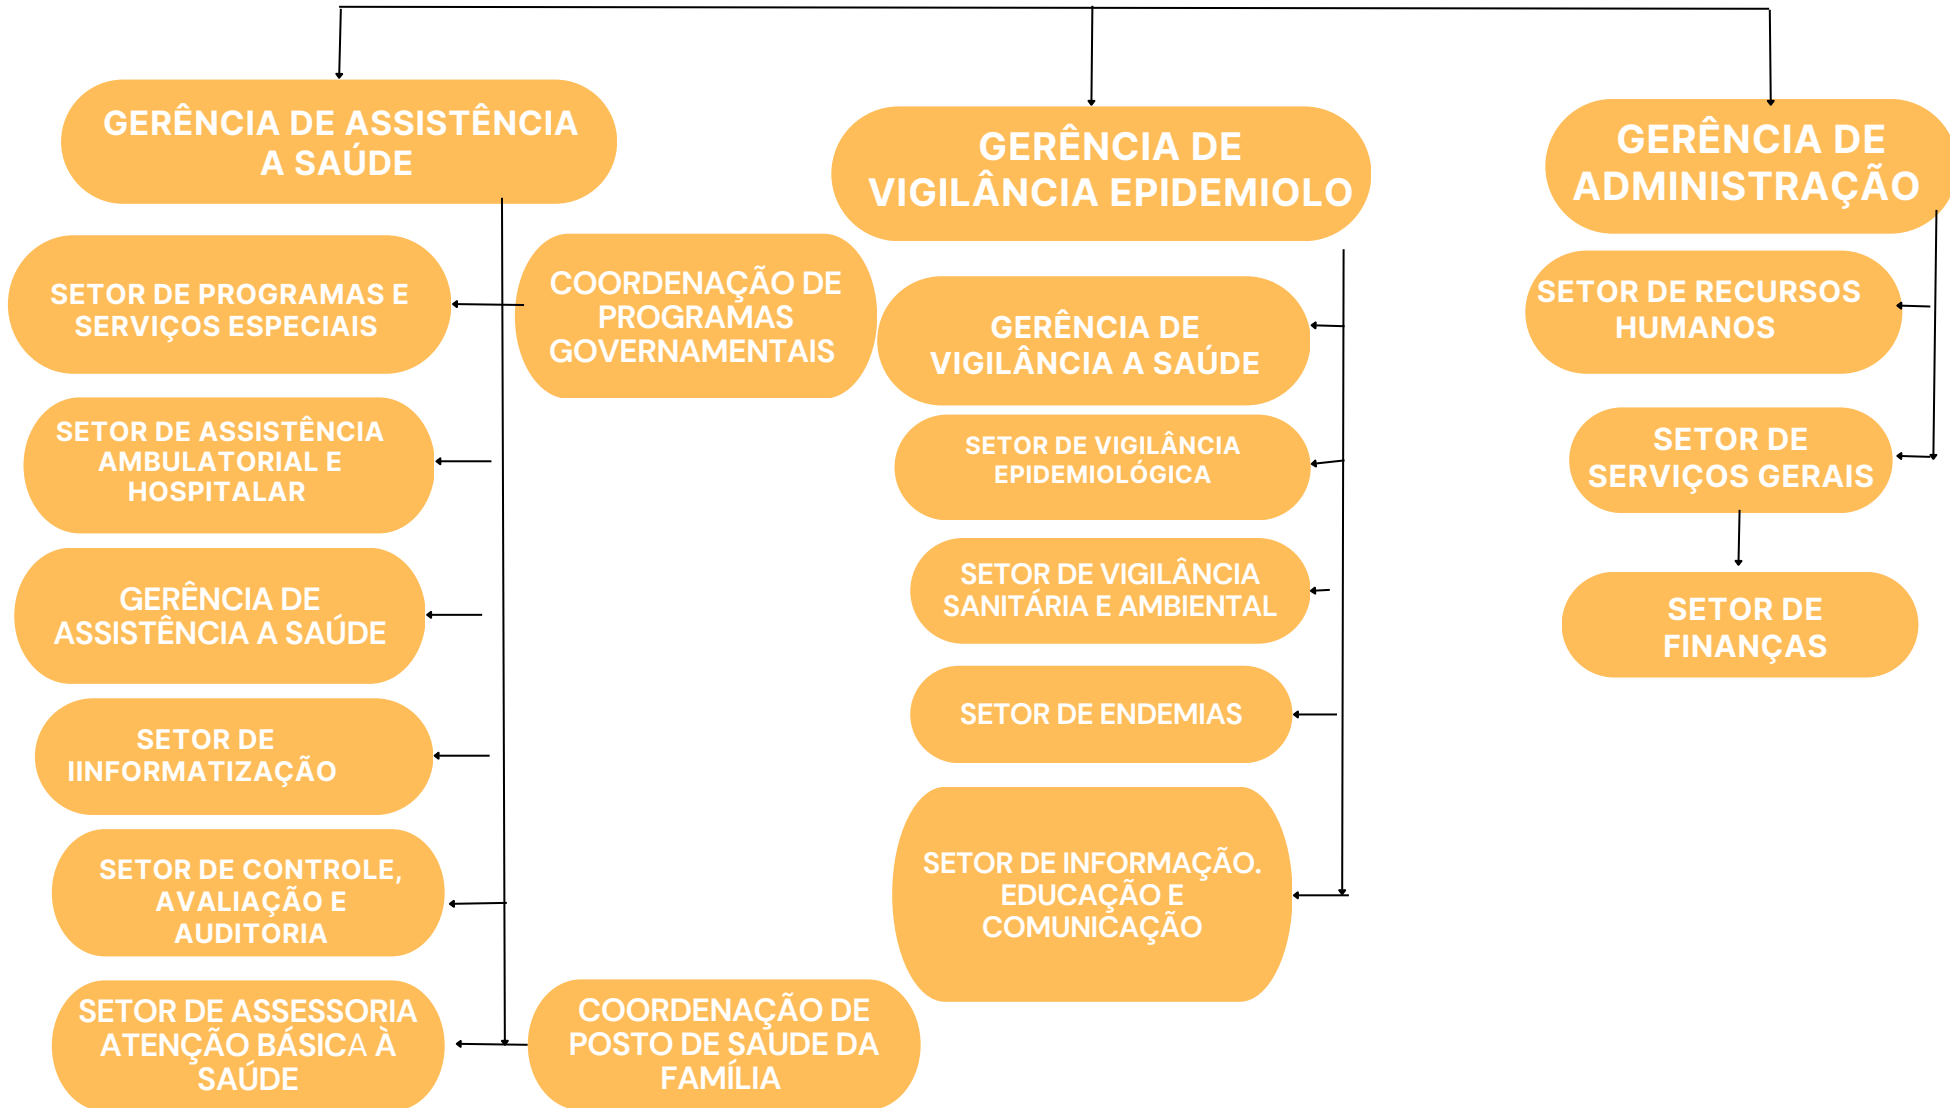 GERÊNCIA DE ASSISTÊNCIA
A SAÚDE
SETOR DE PROGRAMAS E
SERVIÇOS ESPECIAIS
COORDENAÇÃO DE
PROGRAMAS
GOVERNAMENTAIS
SETOR DE ASSISTÊNCIA
AMBULATORIAL E
HOSPITALAR
GERÊNCIA DE
ASSISTÊNCIA A SAÚDE
SETOR DE
IINFORMATIZAÇÃO
SETOR DE CONTROLE,
AVALIAÇÃO E
AUDITORIA
SETOR DE ASSESSORIA
ATENÇÃO BÁSICA À
SAÚDE
COORDENAÇÃO DE
POSTO DE SAUDE DA
FAMÍLIA
GERÊNCIA DE
VIGILÂNCIA EPIDEMIOLO
GERÊNCIA DE
VIGILÂNCIA A SAÚDE
SETOR DE VIGILÂNCIA
EPIDEMIOLÓGICA
SETOR DE VIGILÂNCIA
SANITÁRIA E AMBIENTAL
SETOR DE ENDEMIAS
SETOR DE INFORMAÇÃO.
EDUCAÇÃO E
COMUNICAÇÃO
GERÊNCIA DE
ADMINISTRAÇÃO
SETOR DE RECURSOS
HUMANOS
SETOR DE
SERVIÇOS GERAIS
SETOR DE
FINANÇAS